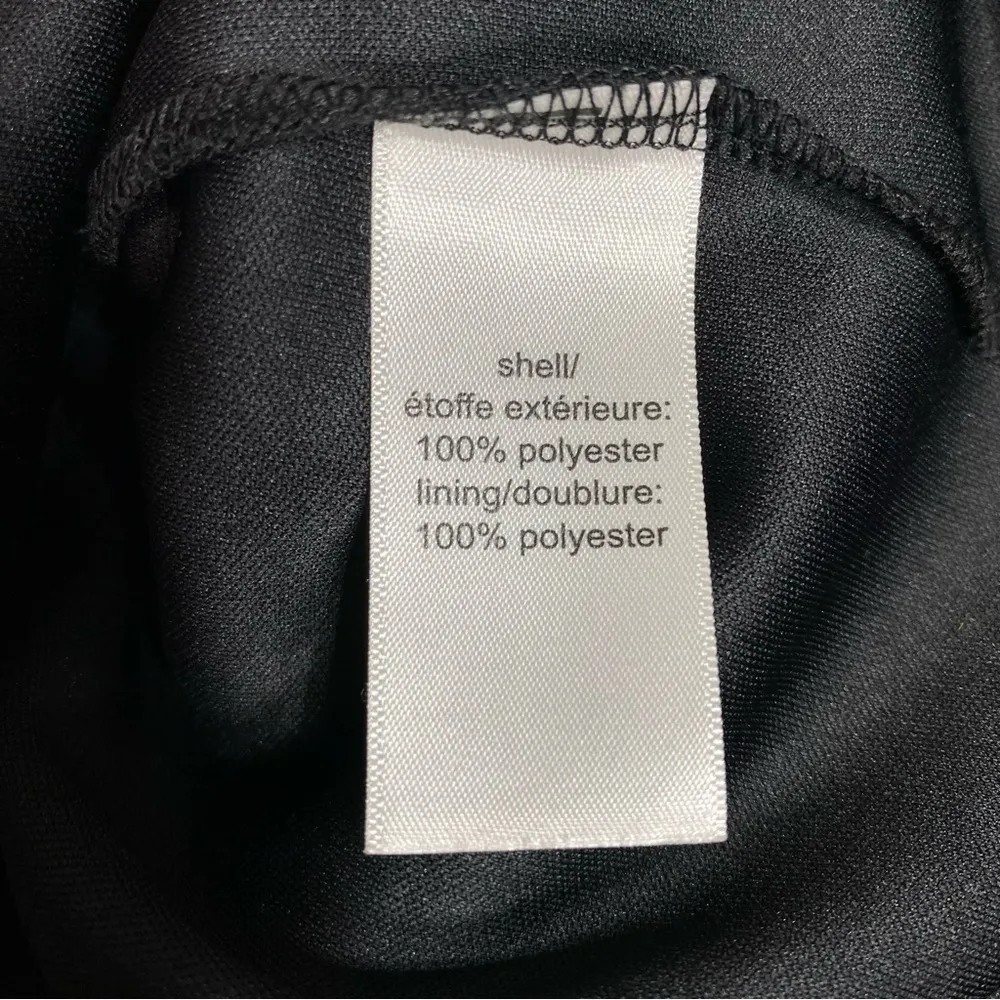 shell/
étoffe extérieure:
100% polyester
lining/doublure:
100% polyester